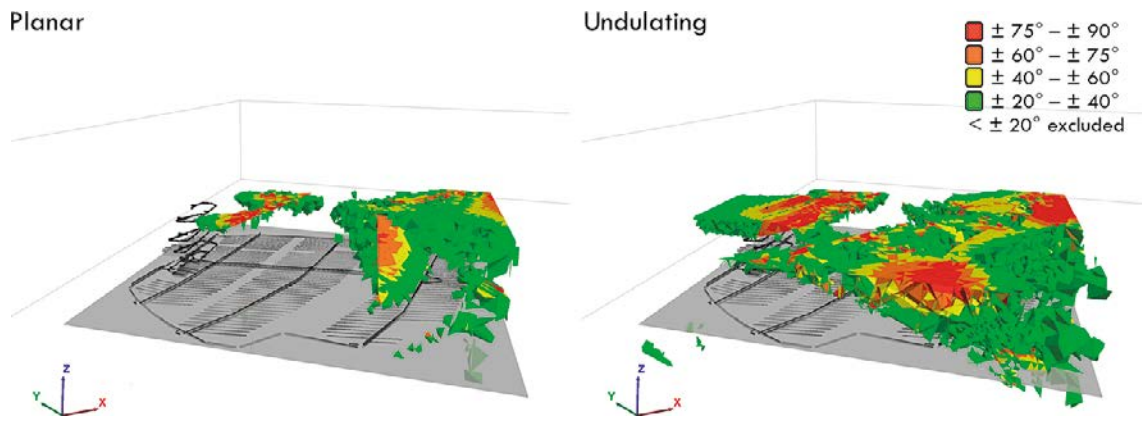 Planar
Undulating
± 75° – ± 90°
± 60° – ± 75°
± 40° – ± 60°
± 20° – ± 40°
< ± 20° excluded
Z
Y
X
Z
Y
X